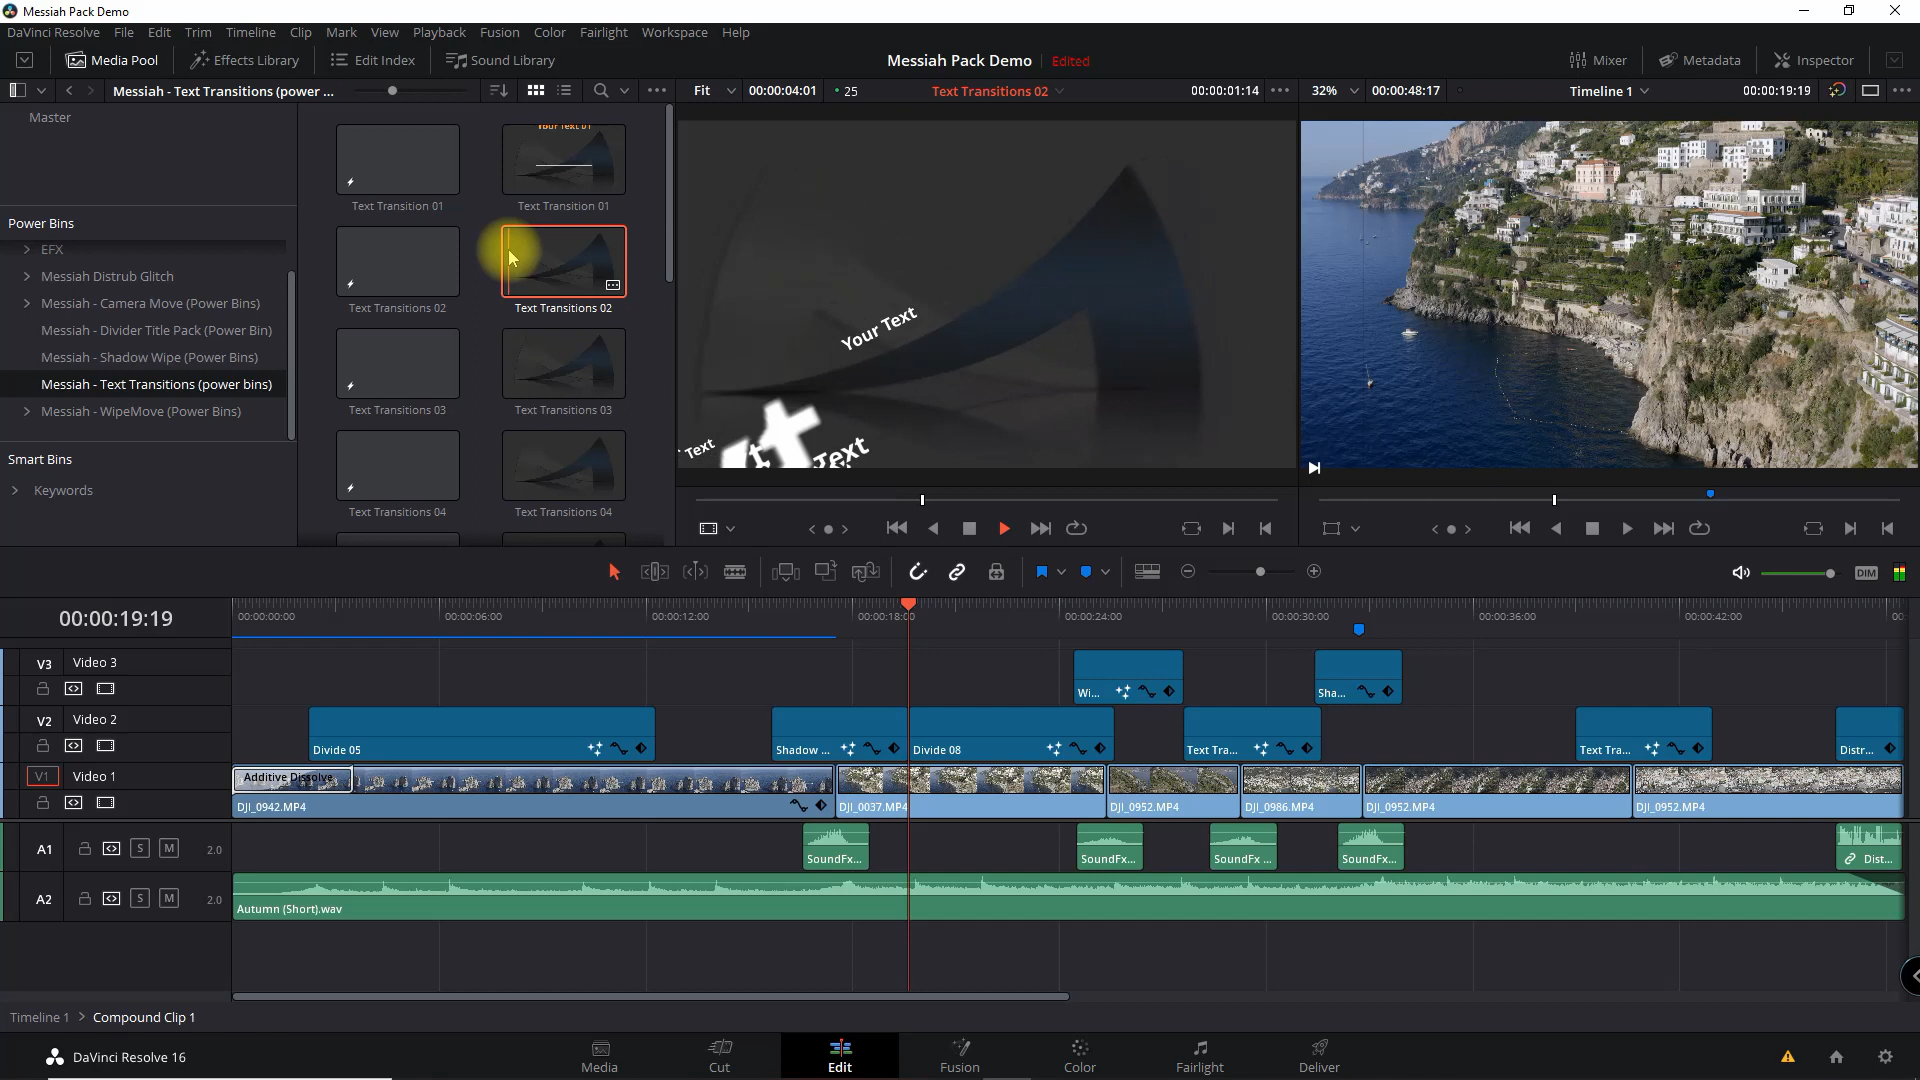 Messiah Pack Demo
DaVinci Resolve File Edit Trim Timeline Clip Mark View Playback Fusion Color Fairlight Workspace Help
Media Pool Effects Library Edit Index Sound Library Messiah Pack Demo Edited Mixer Metadata Inspector
Messiah - Text Transitions (power ... Fit 00:00:04:01 25 Text Transitions 02 00:00:01:14 32% 00:00:48:17 Timeline 1 00:00:19:19
Master
Power Bins
EFX
Messiah Distrub Glitch
Messiah - Camera Move (Power Bins)
Messiah - Divider Title Pack (Power Bin)
Messiah - Shadow Wipe (Power Bins)
Messiah - Text Transitions (power bins)
Messiah - WipeMove (Power Bins)
Smart Bins
Keywords
Your Text 01
Text Transition 01 Text Transition 01
Text Transitions 02 Text Transitions 02
Text Transitions 03 Text Transitions 03
Text Transitions 04 Text Transitions 04
Your Text
Text
Text
DIM
00:00:19:19
00:00:00:00 00:00:06:00 00:00:12:00 00:00:18:00 00:00:24:00 00:00:30:00 00:00:36:00 00:00:42:00
V3 Video 3
Wi... Sha...
V2 Video 2
Divide 05 Shadow ... Divide 08 Text Tra... Text Tra... Distr...
V1 Video 1
Additive Dissolve
DJI_0942.MP4 DJI_0037.MP4 DJI_0952.MP4 DJI_0986.MP4 DJI_0952.MP4 DJI_0952.MP4
A1 S M 2.0
SoundFx... SoundFx... SoundFx ... SoundFx... Dist...
A2 S M 2.0
Autumn (Short).wav
Timeline 1 > Compound Clip 1
DaVinci Resolve 16
Media Cut Edit Fusion Color Fairlight Deliver